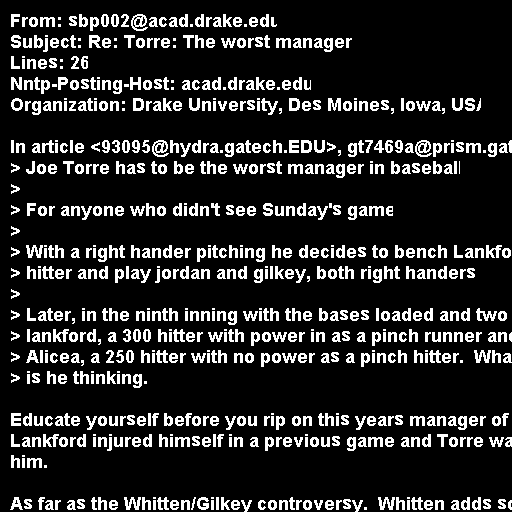 From: sbp002@acad.drake.edu
Subject: Re: Torre: The worst manager
Lines: 26
Nntp-Posting-Host: acad.drake.edu
Organization: Drake University, Des Moines, Iowa, USA

In article <93095@hydra.gatech.EDU>, gt7469a@prism.gat
> Joe Torre has to be the worst manager in baseball
>
> For anyone who didn't see Sunday's game
>
> With a right hander pitching he decides to bench Lankfo
> hitter and play jordan and gilkey, both right handers
>
> Later, in the ninth inning with the bases loaded and two
> lankford, a 300 hitter with power in as a pinch runner and
> Alicea, a 250 hitter with no power as a pinch hitter.  Wha
> is he thinking.

Educate yourself before you rip on this years manager of
Lankford injured himself in a previous game and Torre wa
him.

As far as the Whitten/Gilkey controversy.  Whitten adds so